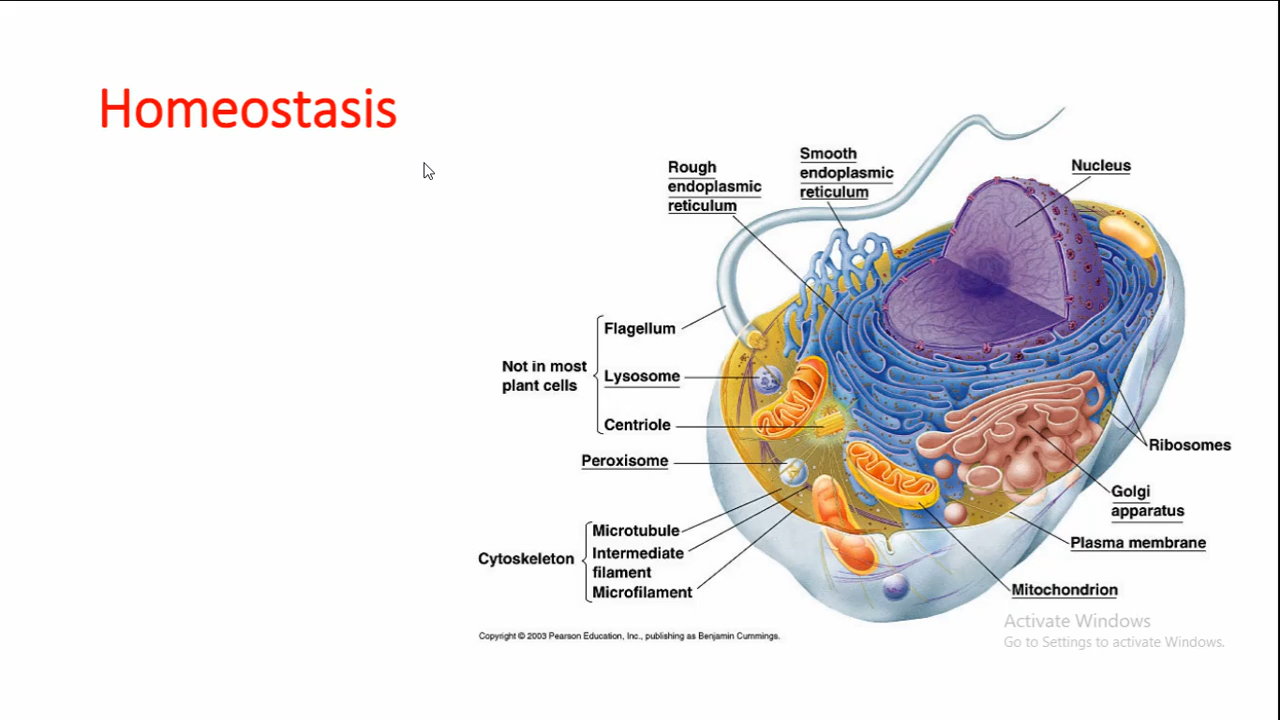 Homeostasis
Rough
endoplasmic
reticulum
Smooth
endoplasmic
reticulum
Nucleus
Flagellum
Not in most
plant cells
Lysosome
Centriole
Peroxisome
Ribosomes
Golgi
apparatus
Plasma membrane
Cytoskeleton
Microtubule
Intermediate
filament
Microfilament
Mitochondrion
Activate Windows
Go to Settings to activate Windows.
Copyright © 2003 Pearson Education, Inc., publishing as Benjamin Cummings.